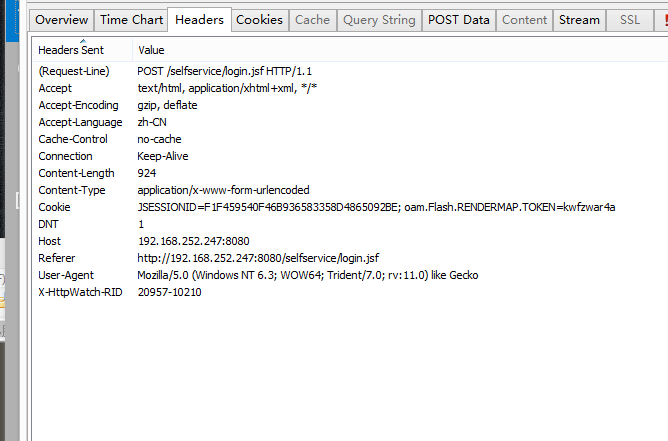 Overview Time Chart Headers Cookies Cache Query String POST Data Content Stream SSL !
Headers Sent Value
(Request-Line) POST /selfservice/login.jsf HTTP/1.1
Accept text/html, application/xhtml+xml, */*
Accept-Encoding gzip, deflate
Accept-Language zh-CN
Cache-Control no-cache
Connection Keep-Alive
Content-Length 924
Content-Type application/x-www-form-urlencoded
Cookie JSESSIONID=F1F459540F46B936583358D4865092BE; oam.Flash.RENDERMAP.TOKEN=kwfzwar4a
DNT 1
Host 192.168.252.247:8080
Referer http://192.168.252.247:8080/selfservice/login.jsf
User-Agent Mozilla/5.0 (Windows NT 6.3; WOW64; Trident/7.0; rv:11.0) like Gecko
X-HttpWatch-RID 20957-10210